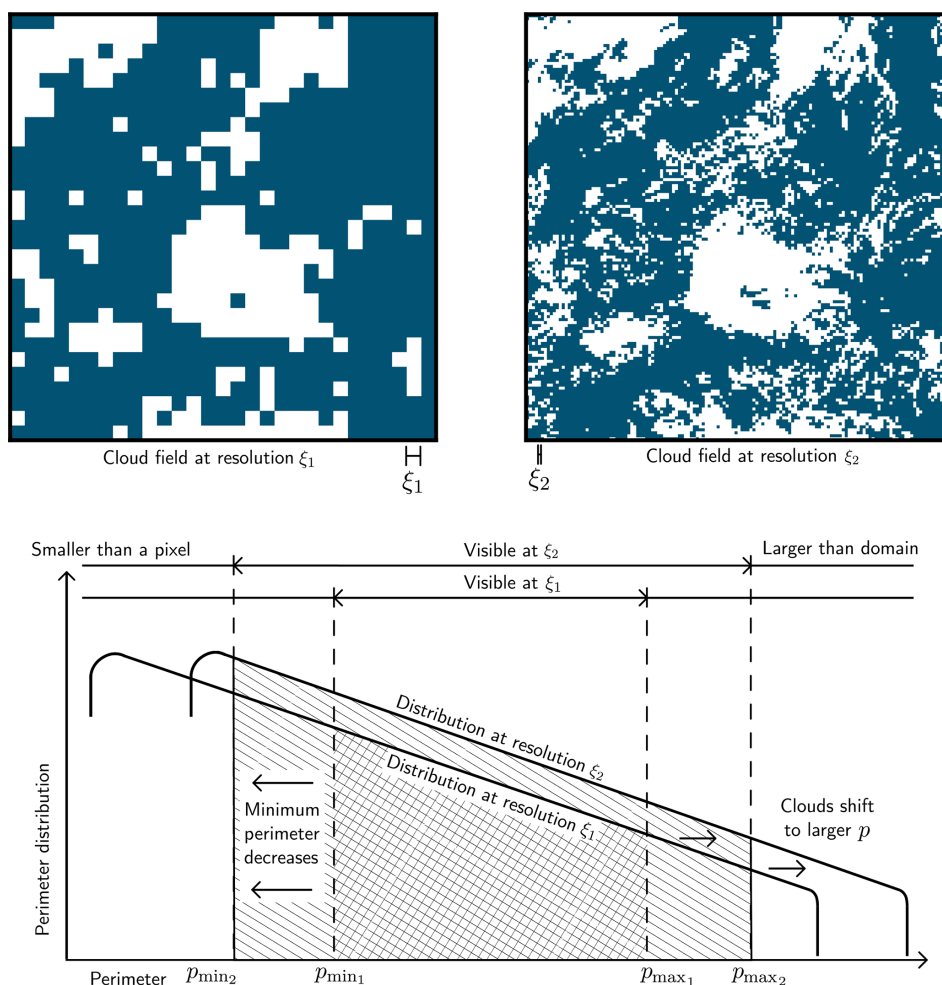 Cloud field at resolution ξ₁
ξ₁
Cloud field at resolution ξ₂
ξ₂
Smaller than a pixel
Visible at ξ₂
Larger than domain
Visible at ξ₁
Distribution at resolution ξ₂
Distribution at resolution ξ₁
Minimum
perimeter
decreases
Clouds shift
to larger p
Perimeter distribution
Perimeter
pmin₂
pmin₁
pmax₁
pmax₂